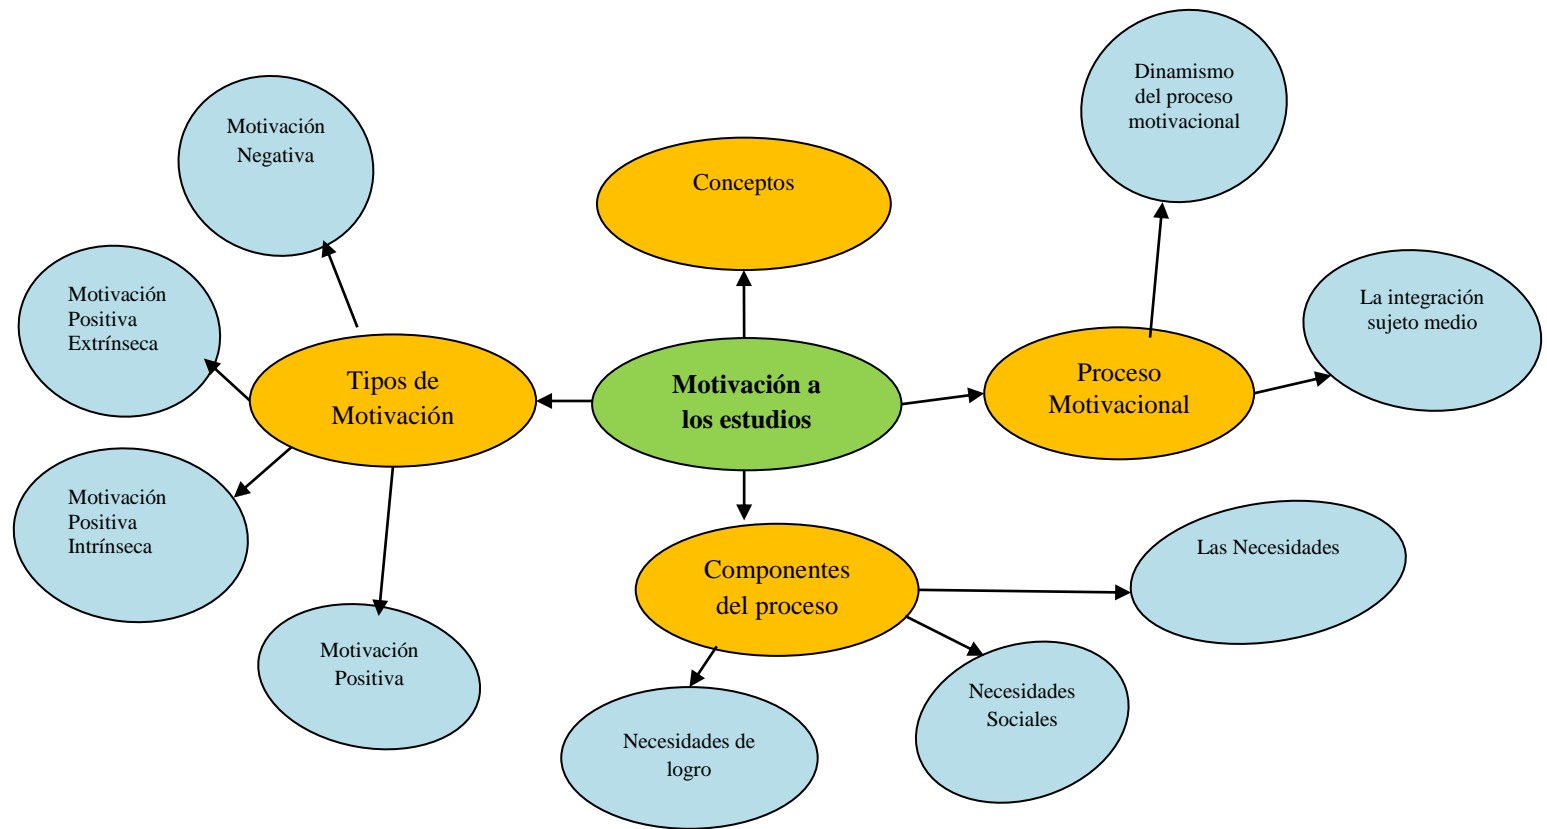 Dinamismo
del proceso
motivacional
Motivación
Negativa
Conceptos
Motivación
Positiva
Extrínseca
La integración
sujeto medio
Tipos de
Motivación
Motivación a
los estudios
Proceso
Motivacional
Motivación
Positiva
Intrínseca
Las Necesidades
Componentes
del proceso
Motivación
Positiva
Necesidades
Sociales
Necesidades de
logro